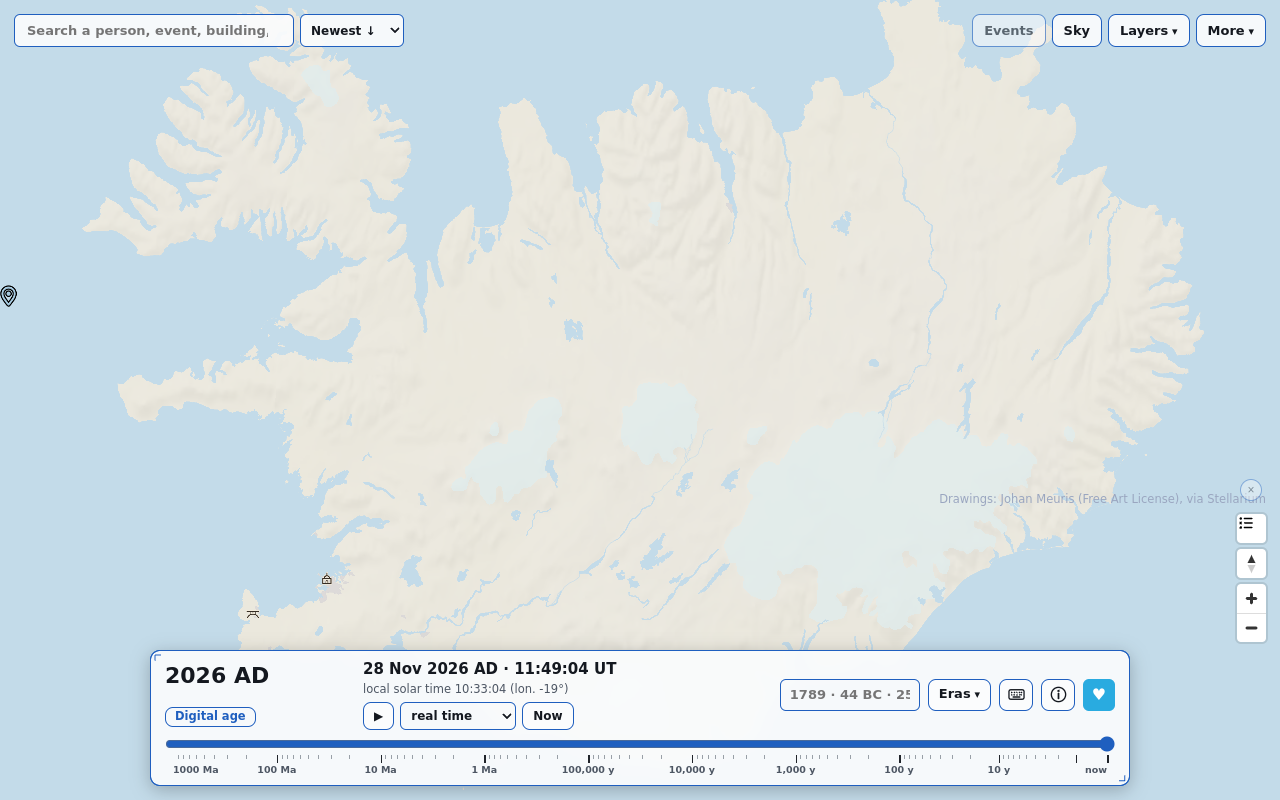 Search a person, event, building,
Newest ↓
Events
Sky
Layers ▾
More ▾
Drawings: Johan Meuris (Free Art License), via Stellarium
×
2026 AD
Digital age
28 Nov 2026 AD · 11:49:04 UT
local solar time 10:33:04 (lon. -19°)
▶
real time
Now
1789 · 44 BC · 25
Eras ▾
1000 Ma
100 Ma
10 Ma
1 Ma
100,000 y
10,000 y
1,000 y
100 y
10 y
now